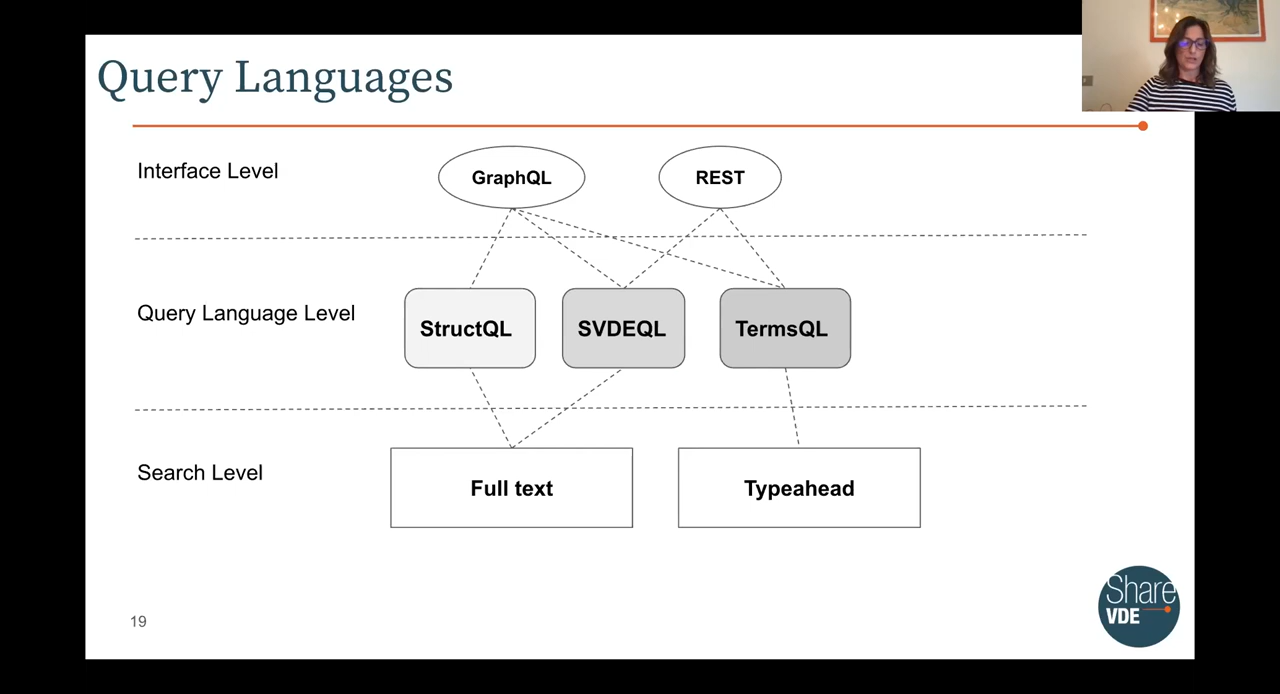 Query Languages
Interface Level
GraphQL
REST
Query Language Level
StructQL
SVDEQL
TermsQL
Search Level
Full text
Typeahead
19
Share
VDE